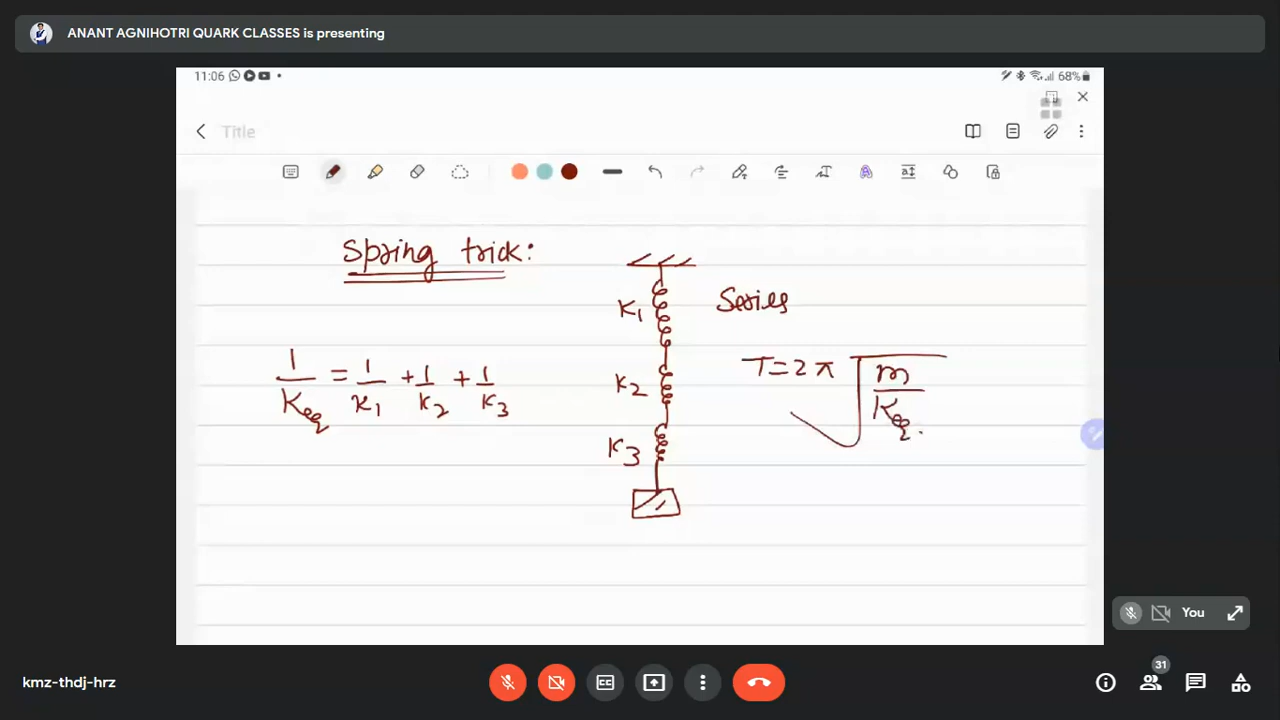 ANANT AGNIHOTRI QUARK CLASSES is presenting
11:06
68%
Title
Spring trick:
K1
Series
1/Keq = 1/K1 + 1/K2 + 1/K3
K2
T = 2π √m/Keq.
K3
You
kmz-thdj-hrz
CC
31